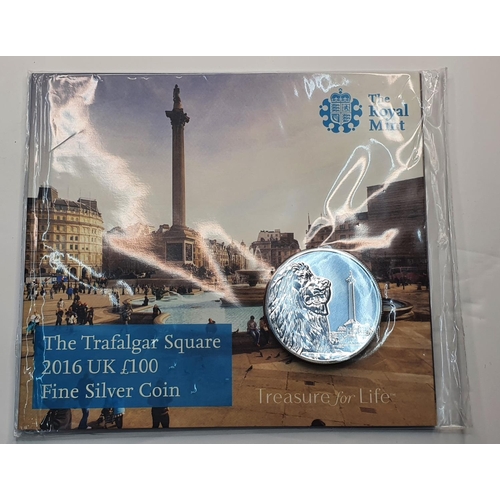 The
Royal
Mint
The Trafalgar Square
2016 UK £100
Fine Silver Coin
Treasure for Life